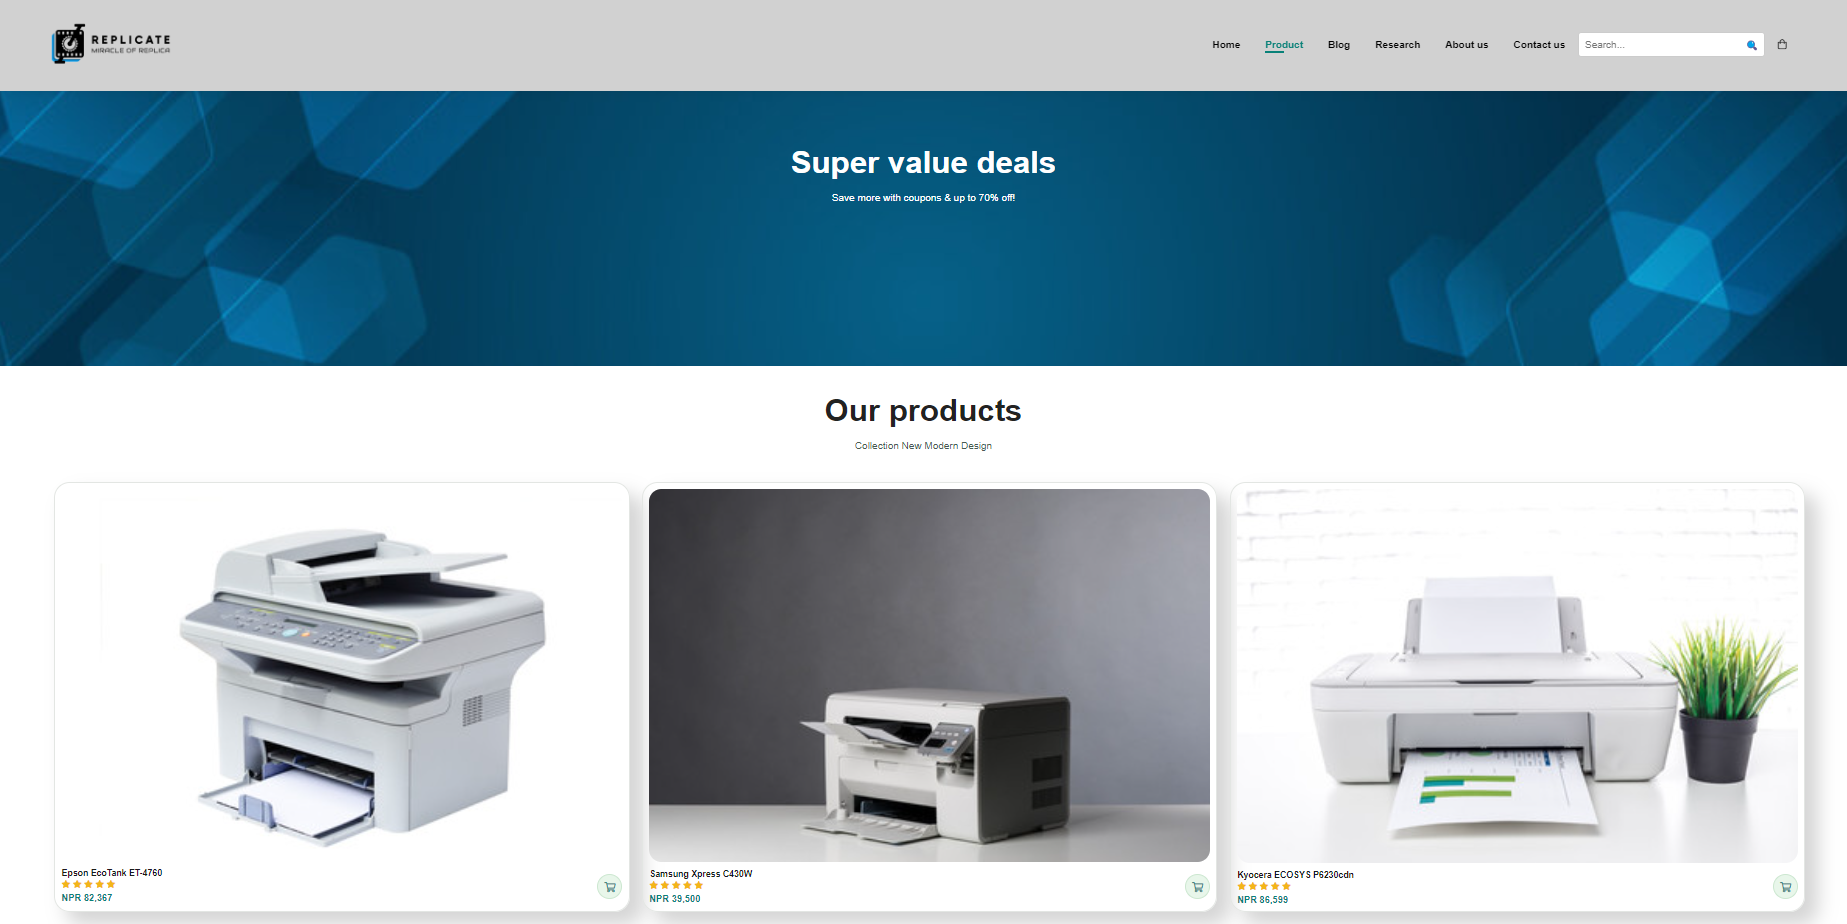 REPLICATE
MIRACLE OF REPLICA
Home Product Blog Research About us Contact us Search...
Super value deals
Save more with coupons & up to 70% off!
Our products
Collection New Modern Design
Epson EcoTank ET-4760
NPR 82,367
Samsung Xpress C430W
NPR 39,500
Kyocera ECOSYS P6230cdn
NPR 86,599